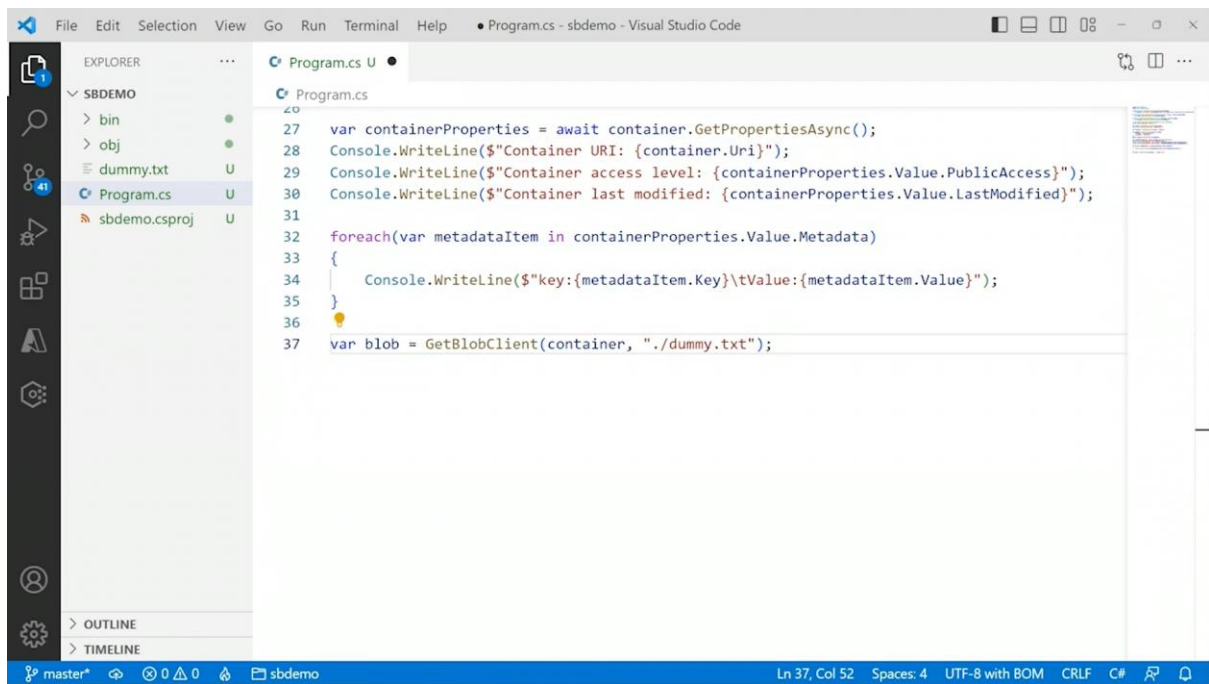 File Edit Selection View Go Run Terminal Help ● Program.cs - sbdemo - Visual Studio Code
EXPLORER ···
Program.cs U ●
SBDEMO
Program.cs
bin
obj
dummy.txt U
Program.cs U
sbdemo.csproj U
1
41
27 var containerProperties = await container.GetPropertiesAsync();
28 Console.WriteLine($"Container URI: {container.Uri}");
29 Console.WriteLine($"Container access level: {containerProperties.Value.PublicAccess}");
30 Console.WriteLine($"Container last modified: {containerProperties.Value.LastModified}");
31
32 foreach(var metadataItem in containerProperties.Value.Metadata)
33 {
34 Console.WriteLine($"key:{metadataItem.Key}\tValue:{metadataItem.Value}");
35 }
36
37 var blob = GetBlobClient(container, "./dummy.txt");
OUTLINE
TIMELINE
master* 0 0 sbdemo Ln 37, Col 52 Spaces: 4 UTF-8 with BOM CRLF C#